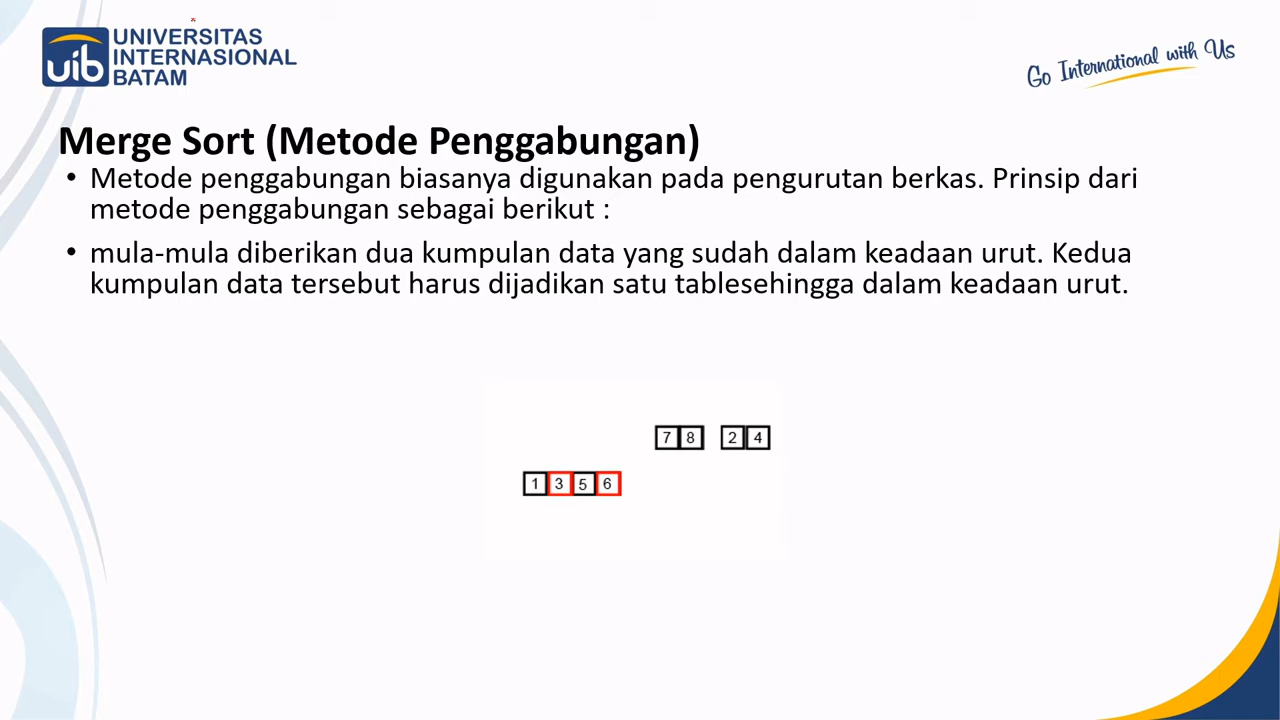 UNIVERSITAS
INTERNASIONAL
BATAM
uib
Go International with Us
Merge Sort (Metode Penggabungan)
• Metode penggabungan biasanya digunakan pada pengurutan berkas. Prinsip dari
metode penggabungan sebagai berikut :
• mula-mula diberikan dua kumpulan data yang sudah dalam keadaan urut. Kedua
kumpulan data tersebut harus dijadikan satu tablesehingga dalam keadaan urut.
7 8 2 4
1 3 5 6